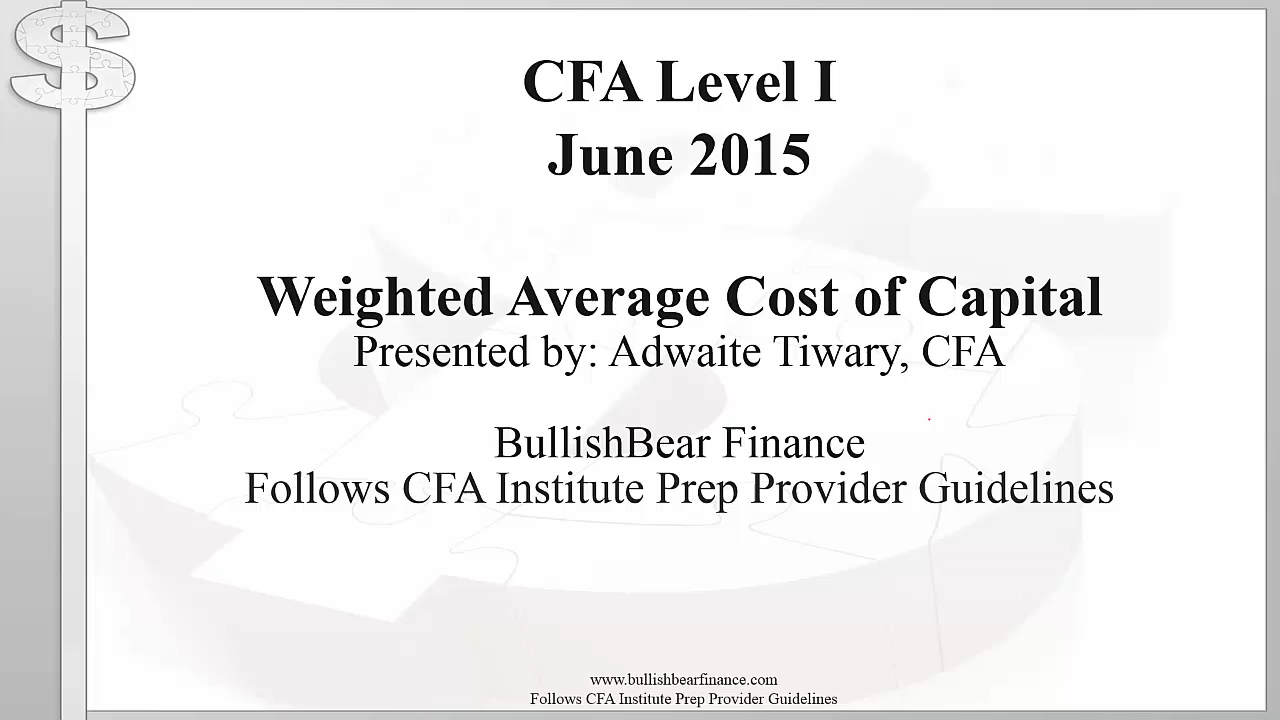 CFA Level I
June 2015
Weighted Average Cost of Capital
Presented by: Adwaite Tiwary, CFA
BullishBear Finance
Follows CFA Institute Prep Provider Guidelines
www.bullishbearfinance.com
Follows CFA Institute Prep Provider Guidelines